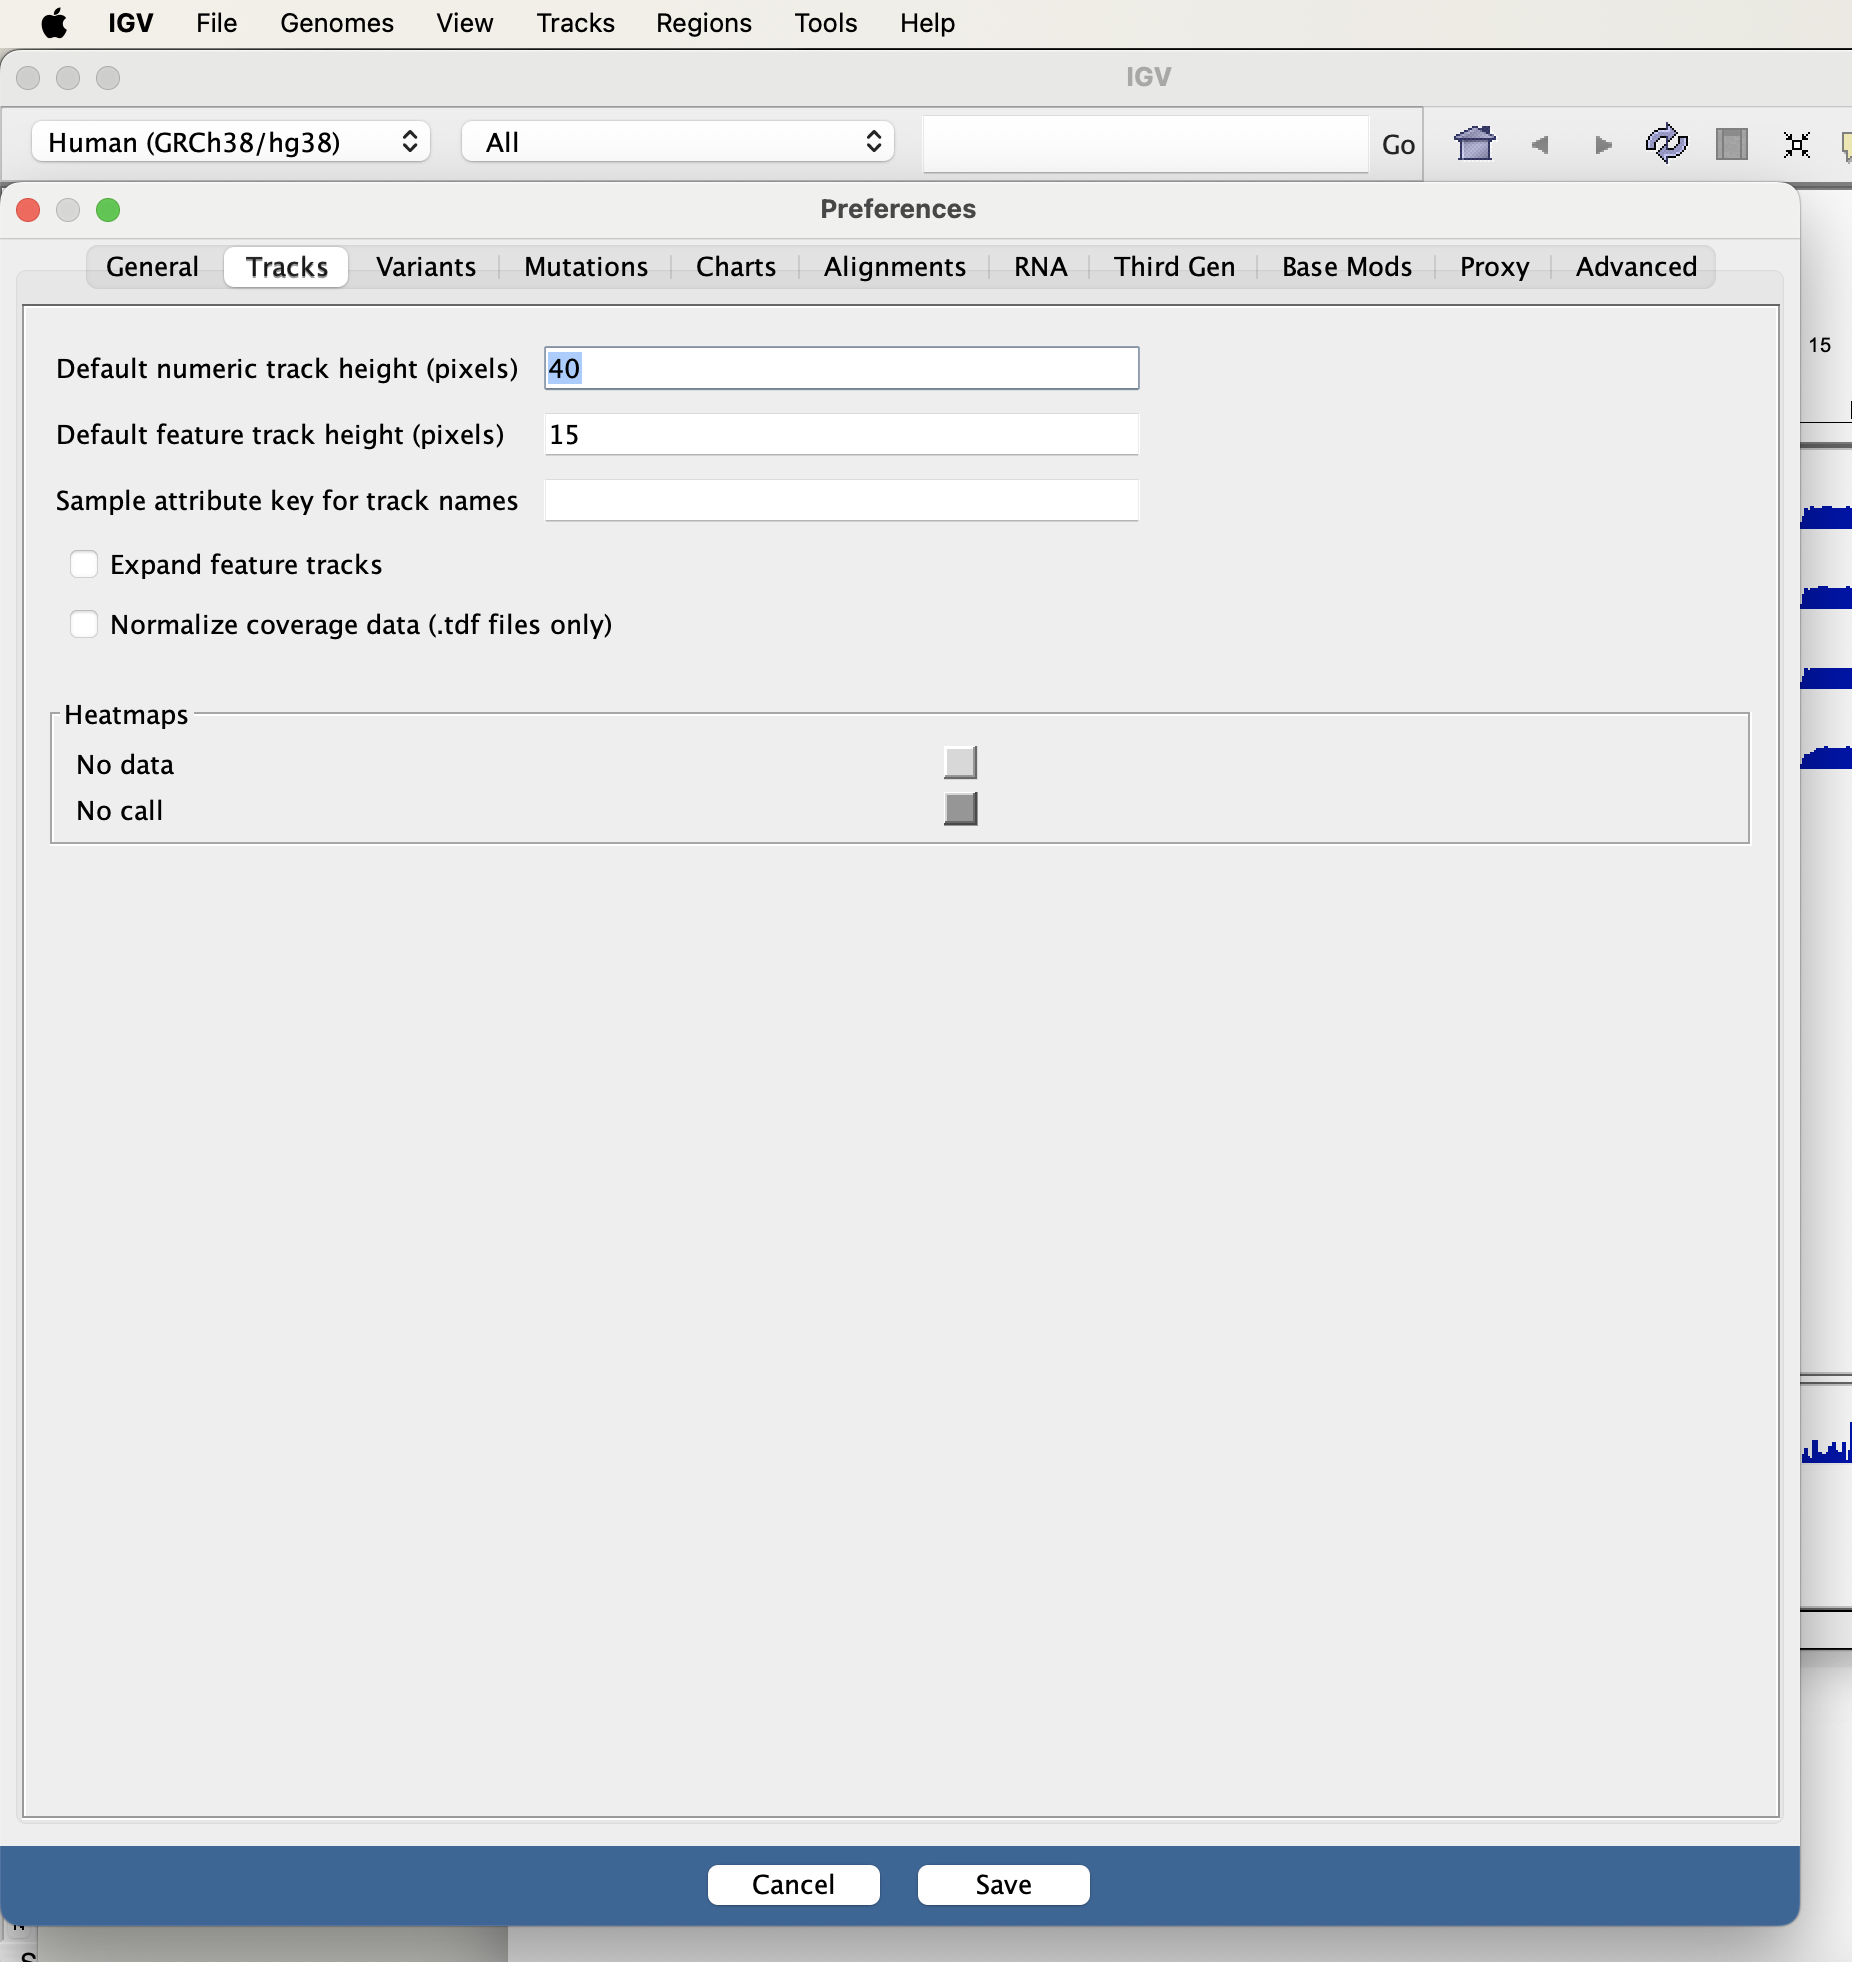 IGV File Genomes View Tracks Regions Tools Help
IGV
Human (GRCh38/hg38) All Go
Preferences
General Tracks Variants Mutations Charts Alignments RNA Third Gen Base Mods Proxy Advanced
15
Default numeric track height (pixels) 40
Default feature track height (pixels) 15
Sample attribute key for track names
Expand feature tracks
Normalize coverage data (.tdf files only)
Heatmaps
No data
No call
Cancel Save